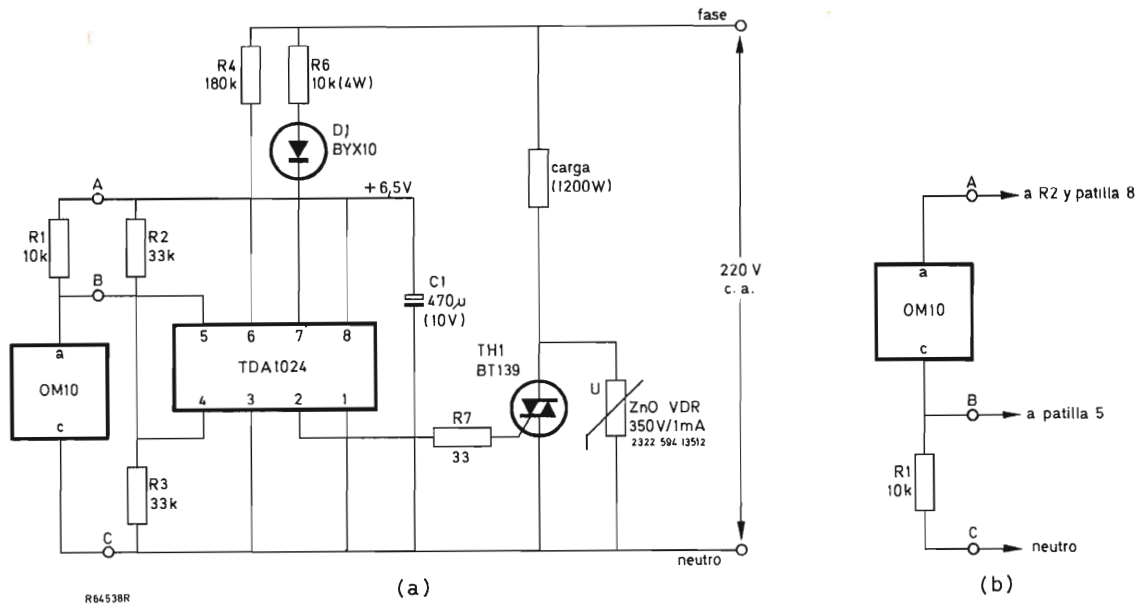 fase
R4
180k
R6
10k(4W)
D1
BYX10
carga
(1200W)
A
+6,5V
R1
10k
R2
33k
B
C1
470µ
(10V)
220 V
c. a.
5 6 7 8
TDA1024
4 3 2 1
a
OM10
c
TH1
BT139
U
ZnO VDR
350V/1mA
2322 594 13512
R7
33
R3
33k
C
neutro
R64538R
(a)
A
a R2 y patilla 8
a
OM10
c
B
a patilla 5
R1
10k
C
neutro
(b)